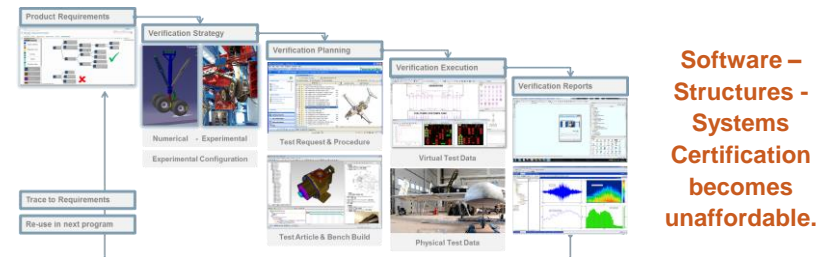 Product Requirements
Verification Strategy
Numerical - Experimental
Experimental Configuration
Verification Planning
Test Request & Procedure
Test Article & Bench Build
Verification Execution
Virtual Test Data
Physical Test Data
Verification Reports
Trace to Requirements
Re-use in next program
Software –
Structures -
Systems
Certification
becomes
unaffordable.